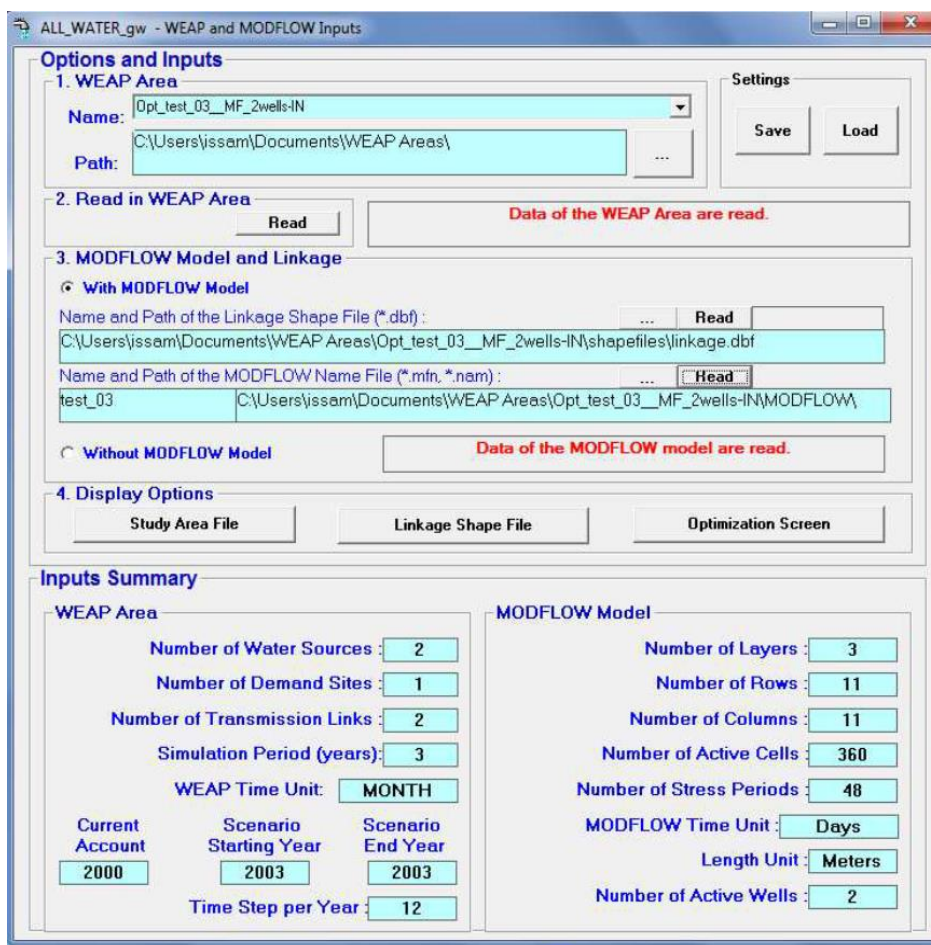 ALL_WATER_gw - WEAP and MODFLOW Inputs
Options and Inputs
1. WEAP Area
Name: Opt_test_03__MF_2wells-IN
Path: C:\Users\issam\Documents\WEAP Areas\ ...
Settings
Save Load
2. Read in WEAP Area
Read
Data of the WEAP Area are read.
3. MODFLOW Model and Linkage
With MODFLOW Model
Name and Path of the Linkage Shape File (*.dbf) : ... Read
C:\Users\issam\Documents\WEAP Areas\Opt_test_03__MF_2wells-IN\shapefiles\linkage.dbf
Name and Path of the MODFLOW Name File (*.mfn, *.nam) : ... Read
test_03 C:\Users\issam\Documents\WEAP Areas\Opt_test_03__MF_2wells-IN\MODFLOW\
Without MODFLOW Model
Data of the MODFLOW model are read.
4. Display Options
Study Area File Linkage Shape File Optimization Screen
Inputs Summary
WEAP Area
Number of Water Sources : 2
Number of Demand Sites : 1
Number of Transmission Links : 2
Simulation Period (years): 3
WEAP Time Unit: MONTH
Current Account
2000
Scenario Starting Year
2003
Scenario End Year
2003
Time Step per Year : 12
MODFLOW Model
Number of Layers : 3
Number of Rows : 11
Number of Columns : 11
Number of Active Cells : 360
Number of Stress Periods : 48
MODFLOW Time Unit : Days
Length Unit : Meters
Number of Active Wells : 2